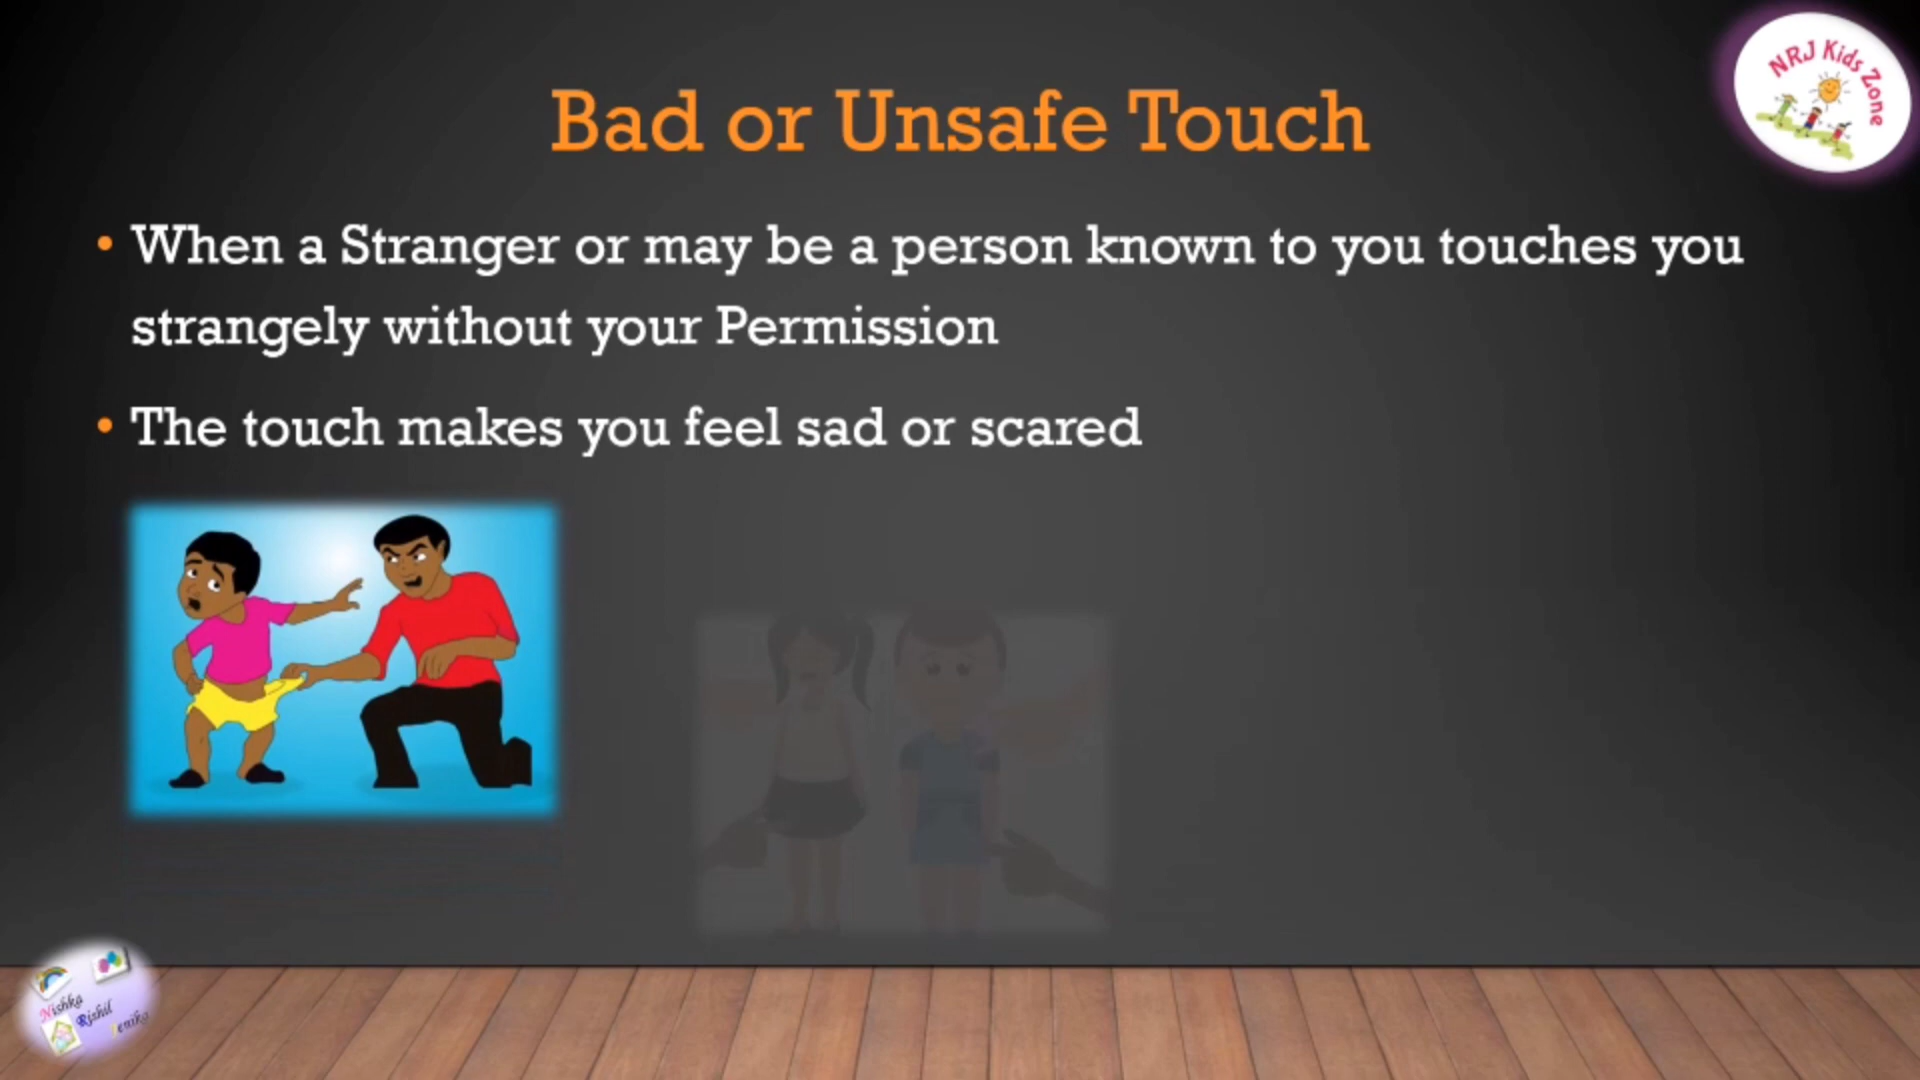 NRJ Kids Zone
Bad or Unsafe Touch
• When a Stranger or may be a person known to you touches you
strangely without your Permission
• The touch makes you feel sad or scared
Nishka
Rishil